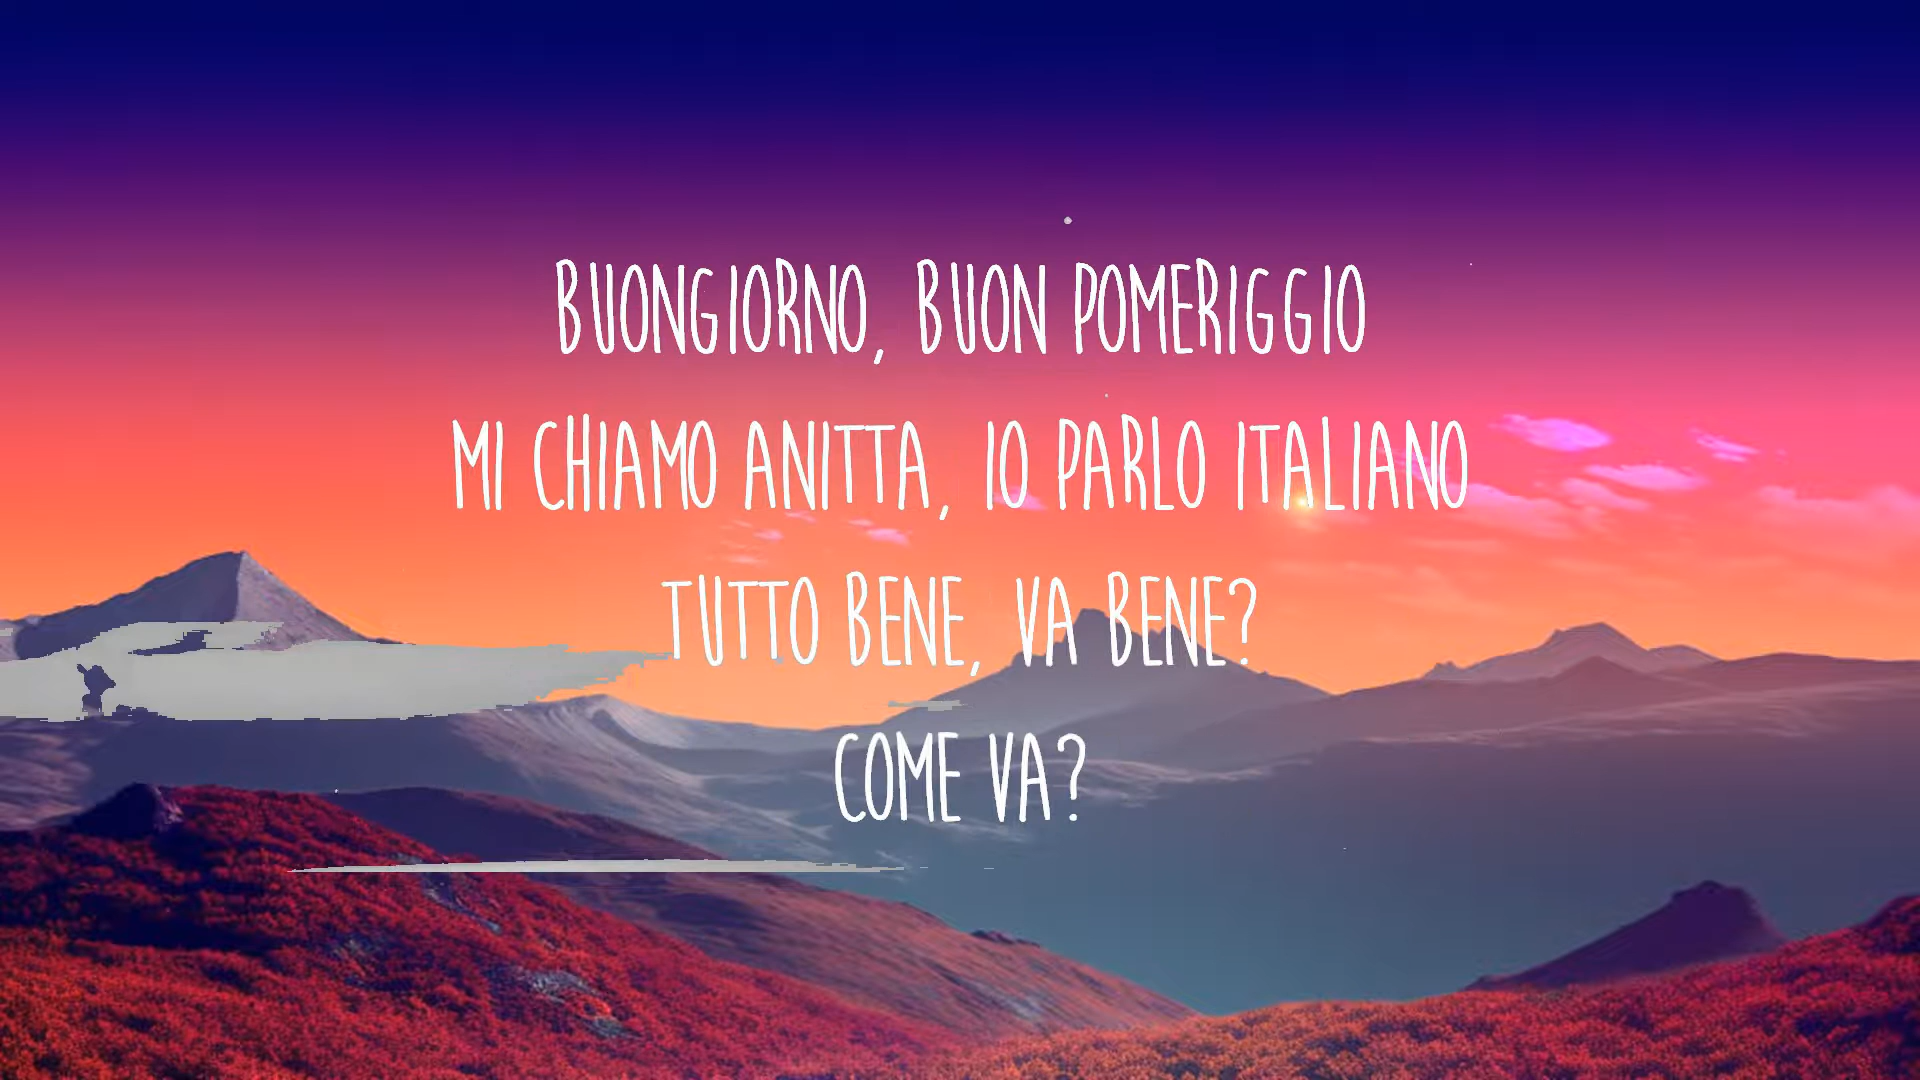 BUONGIORNO, BUON POMERIGGIO
MI CHIAMO ANITTA, IO PARLO ITALIANO
TUTTO BENE, VA BENE?
COME VA?